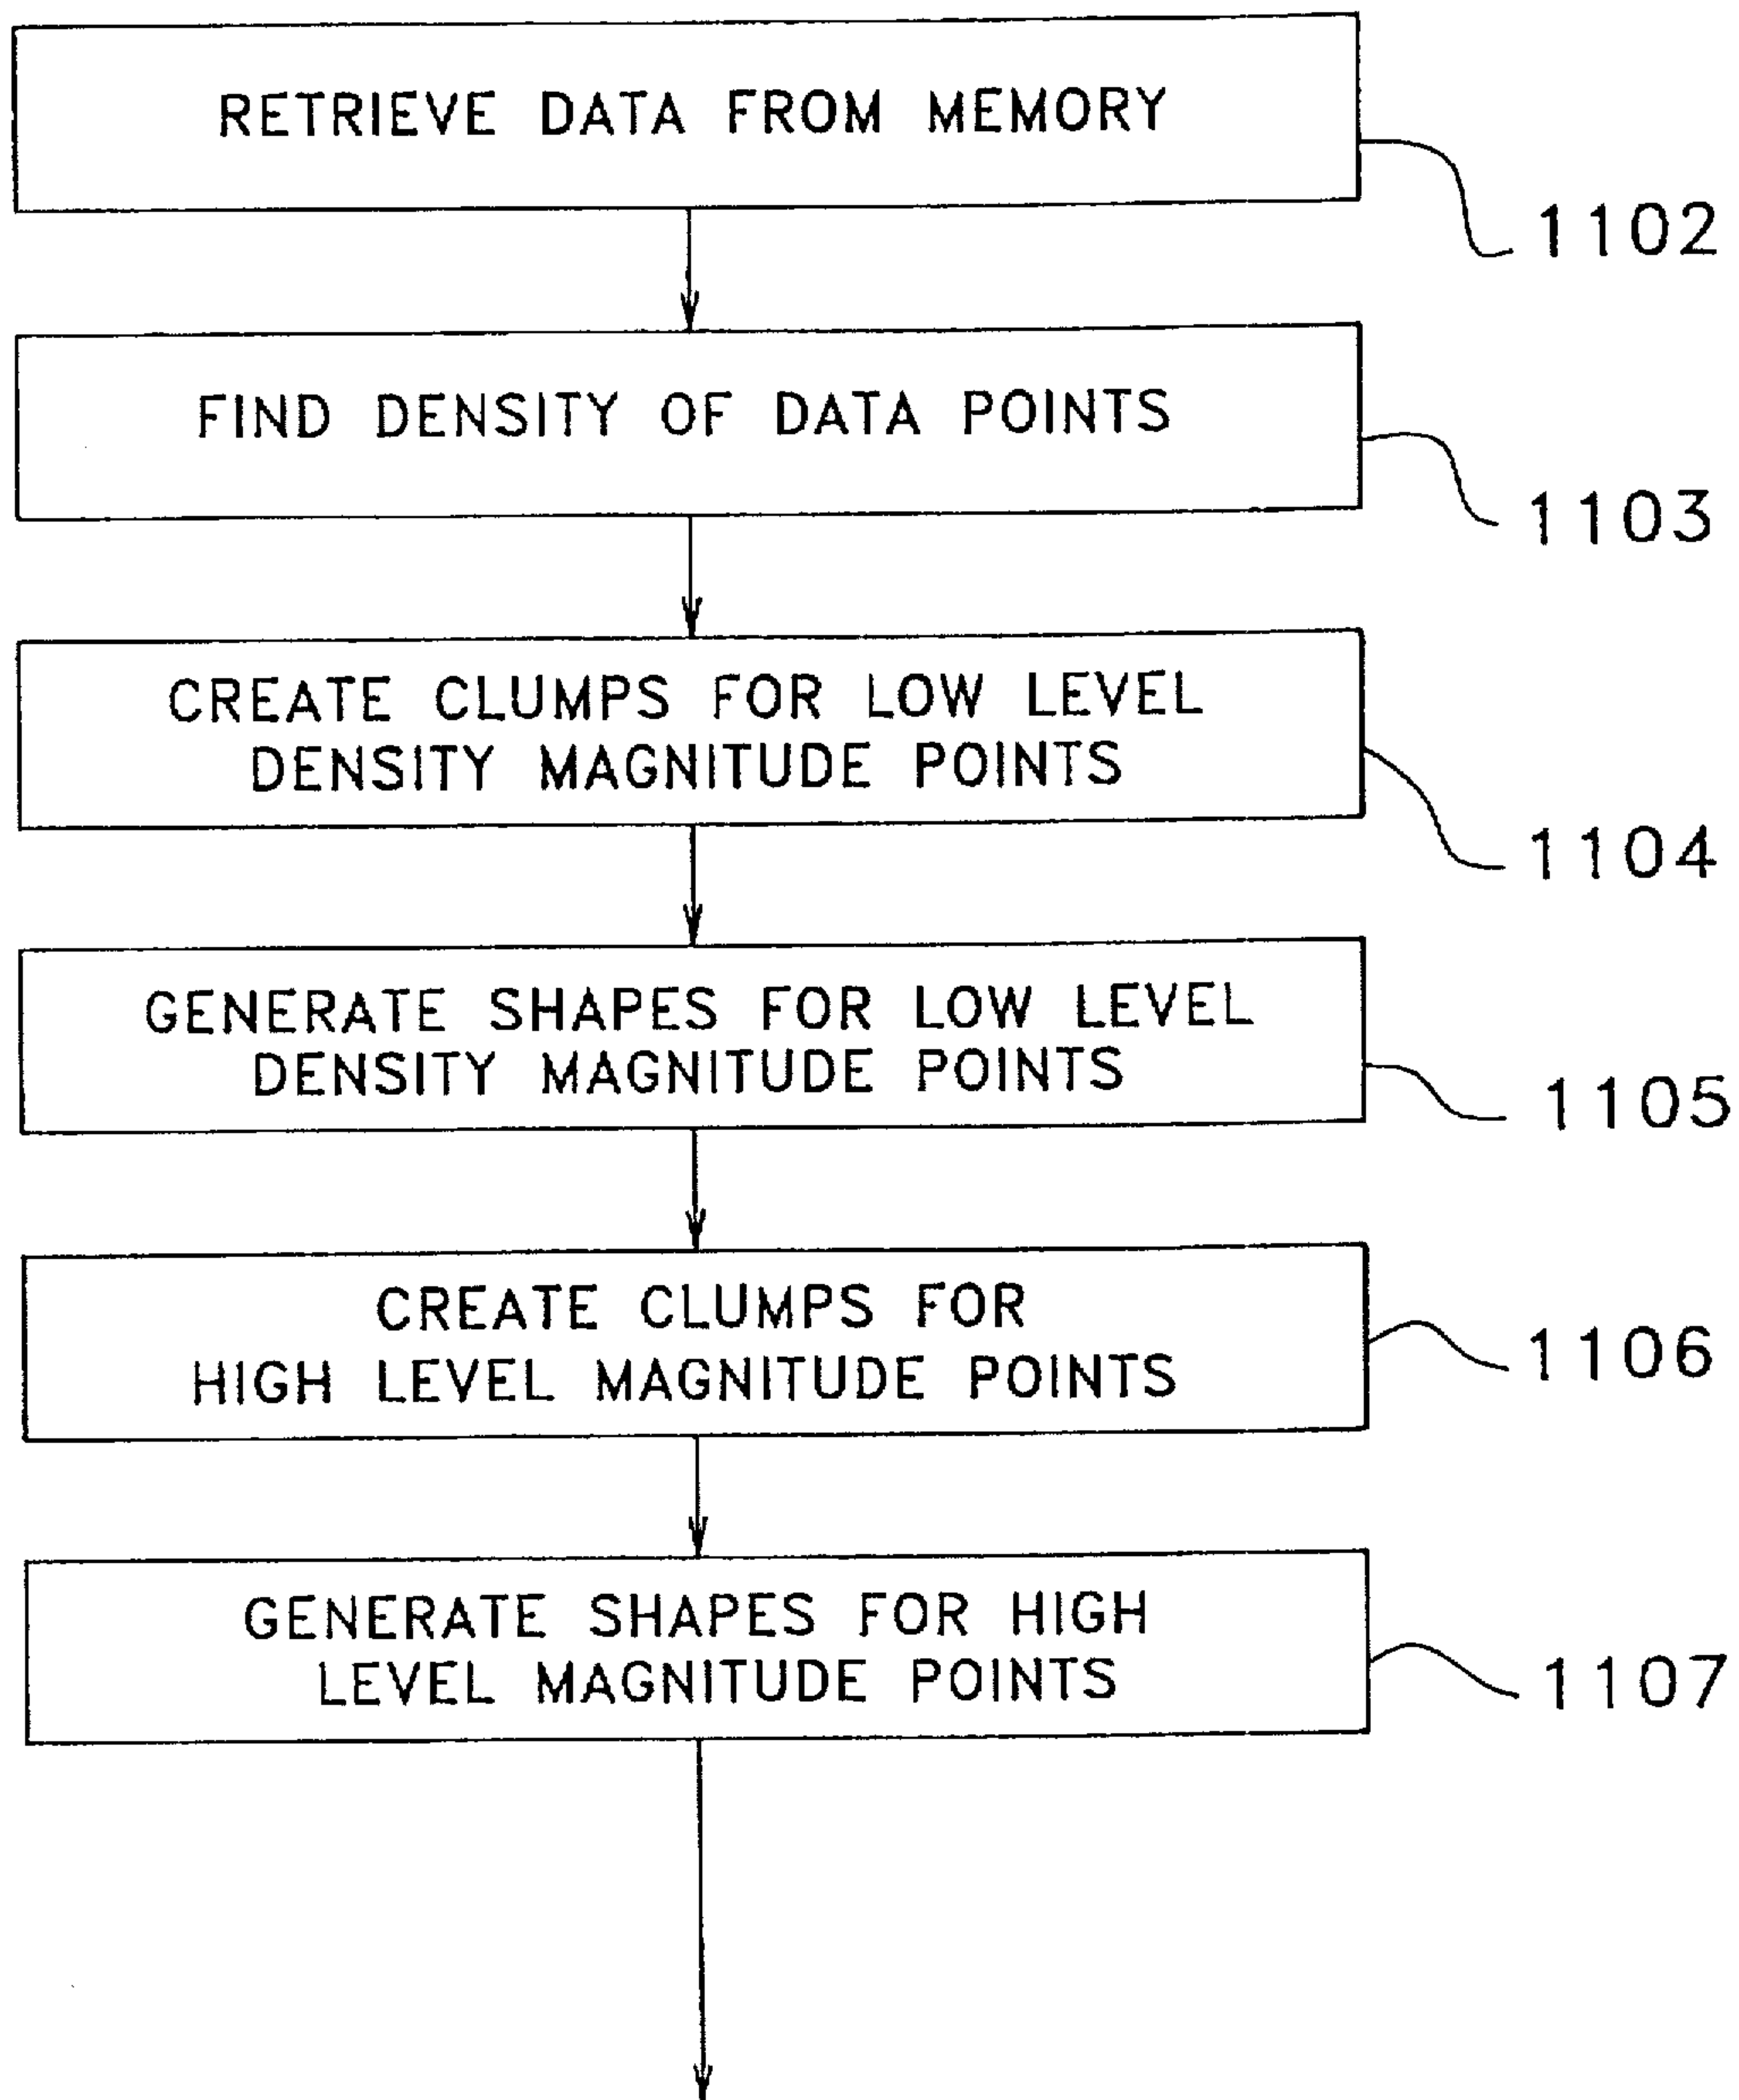 RETRIEVE DATA FROM MEMORY
1102
FIND DENSITY OF DATA POINTS
1103
CREATE CLUMPS FOR LOW LEVEL
DENSITY MAGNITUDE POINTS
1104
GENERATE SHAPES FOR LOW LEVEL
DENSITY MAGNITUDE POINTS
1105
CREATE CLUMPS FOR
HIGH LEVEL MAGNITUDE POINTS
1106
GENERATE SHAPES FOR HIGH
LEVEL MAGNITUDE POINTS
1107